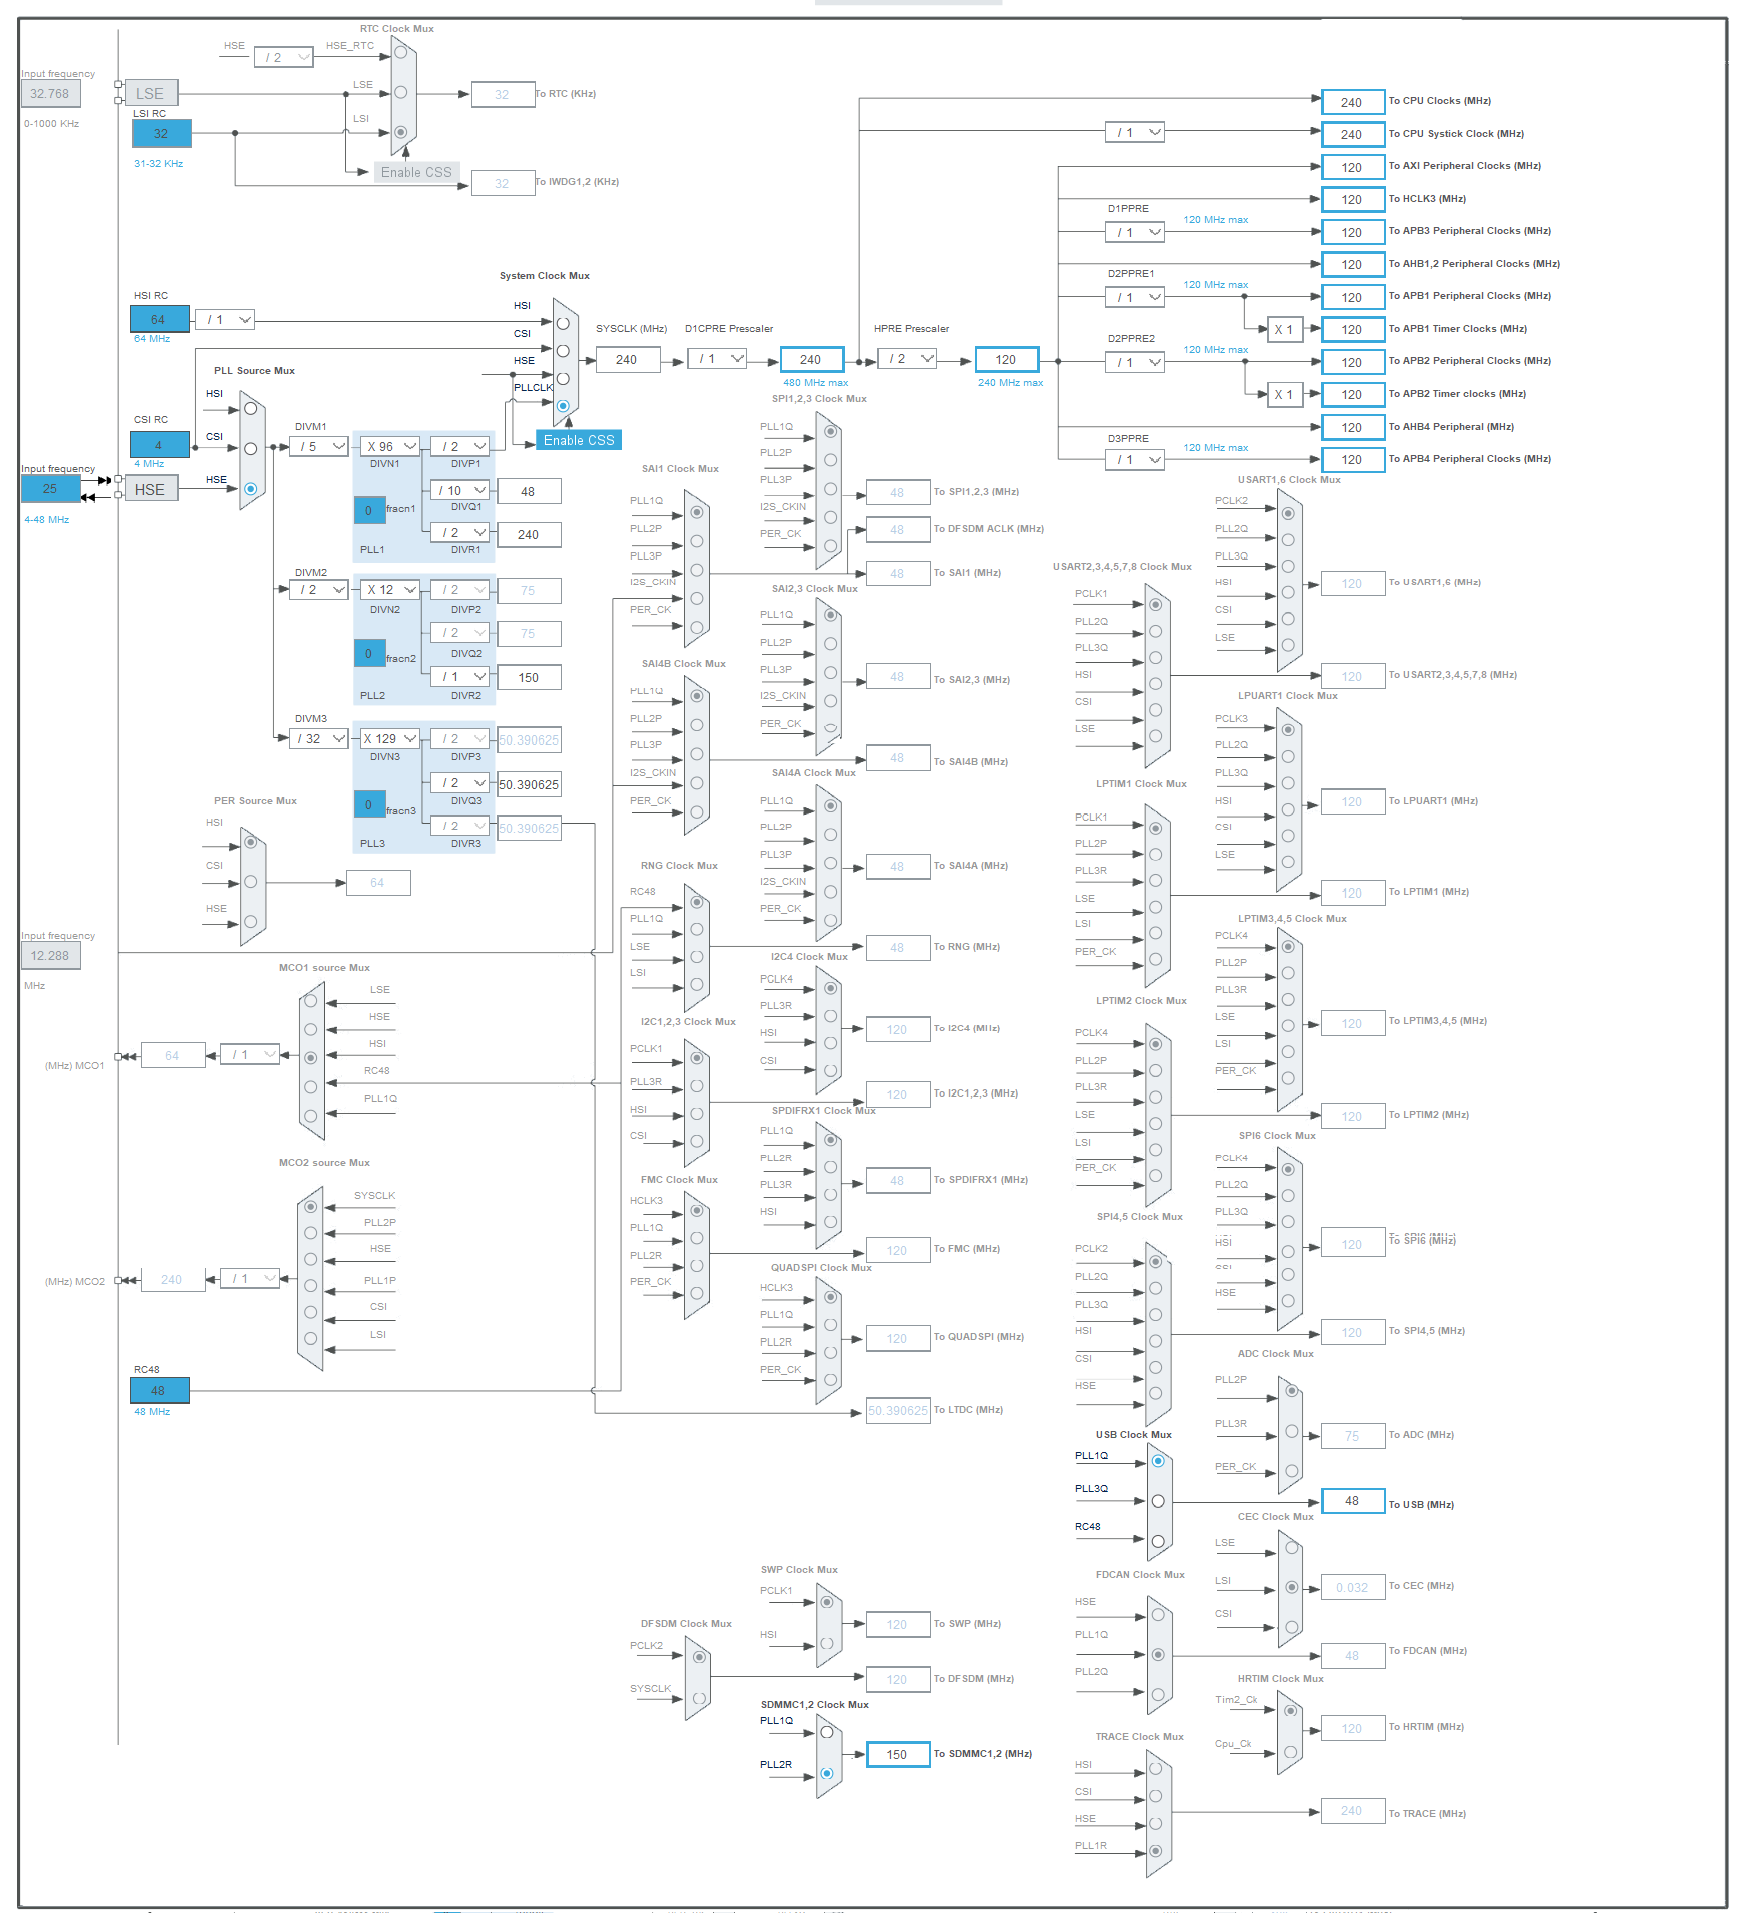 RTC Clock Mux
HSE
/ 2
HSE_RTC
Input frequency
32.768
0-1000 KHz
LSE
LSE
32
To RTC (KHz)
LSI RC
32
31-32 KHz
LSI
Enable CSS
32
To IWDG1,2 (KHz)
240
To CPU Clocks (MHz)
/ 1
240
To CPU Systick Clock (MHz)
120
To AXI Peripheral Clocks (MHz)
120
To HCLK3 (MHz)
D1PPRE
/ 1
120 MHz max
120
To APB3 Peripheral Clocks (MHz)
120
To AHB1,2 Peripheral Clocks (MHz)
D2PPRE1
/ 1
120 MHz max
120
To APB1 Peripheral Clocks (MHz)
X 1
120
To APB1 Timer Clocks (MHz)
D2PPRE2
/ 1
120 MHz max
120
To APB2 Peripheral Clocks (MHz)
X 1
120
To APB2 Timer clocks (MHz)
120
To AHB4 Peripheral (MHz)
D3PPRE
/ 1
120 MHz max
120
To APB4 Peripheral Clocks (MHz)
System Clock Mux
HSI
CSI
HSE
PLLCLK
Enable CSS
SYSCLK (MHz)
240
D1CPRE Prescaler
/ 1
240
480 MHz max
HPRE Prescaler
/ 2
120
240 MHz max
HSI RC
64
64 MHz
/ 1
PLL Source Mux
HSI
CSI
HSE
CSI RC
4
4 MHz
Input frequency
25
4-48 MHz
HSE
DIVM1
/ 5
X 96
DIVN1
/ 2
DIVP1
0
fracn1
/ 10
DIVQ1
48
/ 2
DIVR1
240
PLL1
DIVM2
/ 2
X 12
DIVN2
/ 2
DIVP2
75
0
fracn2
/ 2
DIVQ2
75
/ 1
DIVR2
150
PLL2
DIVM3
/ 32
X 129
DIVN3
/ 2
DIVP3
50.390625
0
fracn3
/ 2
DIVQ3
50.390625
/ 2
DIVR3
50.390625
PLL3
PER Source Mux
HSI
CSI
HSE
64
Input frequency
12.288
MHz
MCO1 source Mux
LSE
HSE
HSI
RC48
PLL1Q
/ 1
64
(MHz) MCO1
MCO2 source Mux
SYSCLK
PLL2P
HSE
PLL1P
CSI
LSI
/ 1
240
(MHz) MCO2
RC48
48
48 MHz
SPI1,2,3 Clock Mux
PLL1Q
PLL2P
PLL3P
I2S_CKIN
PER_CK
48
To SPI1,2,3 (MHz)
48
To DFSDM ACLK (MHz)
SAI1 Clock Mux
PLL1Q
PLL2P
PLL3P
I2S_CKIN
PER_CK
48
To SAI1 (MHz)
SAI2,3 Clock Mux
PLL1Q
PLL2P
PLL3P
I2S_CKIN
PER_CK
48
To SAI2,3 (MHz)
SAI4B Clock Mux
PLL1Q
PLL2P
PLL3P
I2S_CKIN
PER_CK
48
To SAI4B (MHz)
SAI4A Clock Mux
PLL1Q
PLL2P
PLL3P
I2S_CKIN
PER_CK
48
To SAI4A (MHz)
RNG Clock Mux
RC48
PLL1Q
LSE
LSI
48
To RNG (MHz)
I2C4 Clock Mux
PCLK4
PLL3R
HSI
CSI
120
To I2C4 (MHz)
I2C1,2,3 Clock Mux
PCLK1
PLL3R
HSI
CSI
120
To I2C1,2,3 (MHz)
SPDIFRX1 Clock Mux
PLL1Q
PLL2R
PLL3R
HSI
48
To SPDIFRX1 (MHz)
FMC Clock Mux
HCLK3
PLL1Q
PLL2R
PER_CK
120
To FMC (MHz)
QUADSPI Clock Mux
HCLK3
PLL1Q
PLL2R
PER_CK
120
To QUADSPI (MHz)
50.390625
To LTDC (MHz)
SWP Clock Mux
PCLK1
HSI
120
To SWP (MHz)
DFSDM Clock Mux
PCLK2
SYSCLK
120
To DFSDM (MHz)
SDMMC1,2 Clock Mux
PLL1Q
PLL2R
150
To SDMMC1,2 (MHz)
USART1,6 Clock Mux
PCLK2
PLL2Q
PLL3Q
HSI
CSI
LSE
120
To USART1,6 (MHz)
USART2,3,4,5,7,8 Clock Mux
PCLK1
PLL2Q
PLL3Q
HSI
CSI
LSE
120
To USART2,3,4,5,7,8 (MHz)
LPUART1 Clock Mux
PCLK3
PLL2Q
PLL3Q
HSI
CSI
LSE
120
To LPUART1 (MHz)
LPTIM1 Clock Mux
PCLK1
PLL2P
PLL3R
LSE
LSI
PER_CK
120
To LPTIM1 (MHz)
LPTIM3,4,5 Clock Mux
PCLK4
PLL2P
PLL3R
LSE
LSI
PER_CK
120
To LPTIM3,4,5 (MHz)
LPTIM2 Clock Mux
PCLK4
PLL2P
PLL3R
LSE
LSI
PER_CK
120
To LPTIM2 (MHz)
SPI6 Clock Mux
PCLK4
PLL2Q
PLL3Q
HSI
CSI
HSE
120
To SPI6 (MHz)
SPI4,5 Clock Mux
PCLK2
PLL2Q
PLL3Q
HSI
CSI
HSE
120
To SPI4,5 (MHz)
ADC Clock Mux
PLL2P
PLL3R
PER_CK
75
To ADC (MHz)
USB Clock Mux
PLL1Q
PLL3Q
RC48
48
To USB (MHz)
CEC Clock Mux
LSE
LSI
CSI
0.032
To CEC (MHz)
FDCAN Clock Mux
HSE
PLL1Q
PLL2Q
48
To FDCAN (MHz)
HRTIM Clock Mux
Tim2_Ck
Cpu_Ck
120
To HRTIM (MHz)
TRACE Clock Mux
HSI
CSI
HSE
PLL1R
240
To TRACE (MHz)